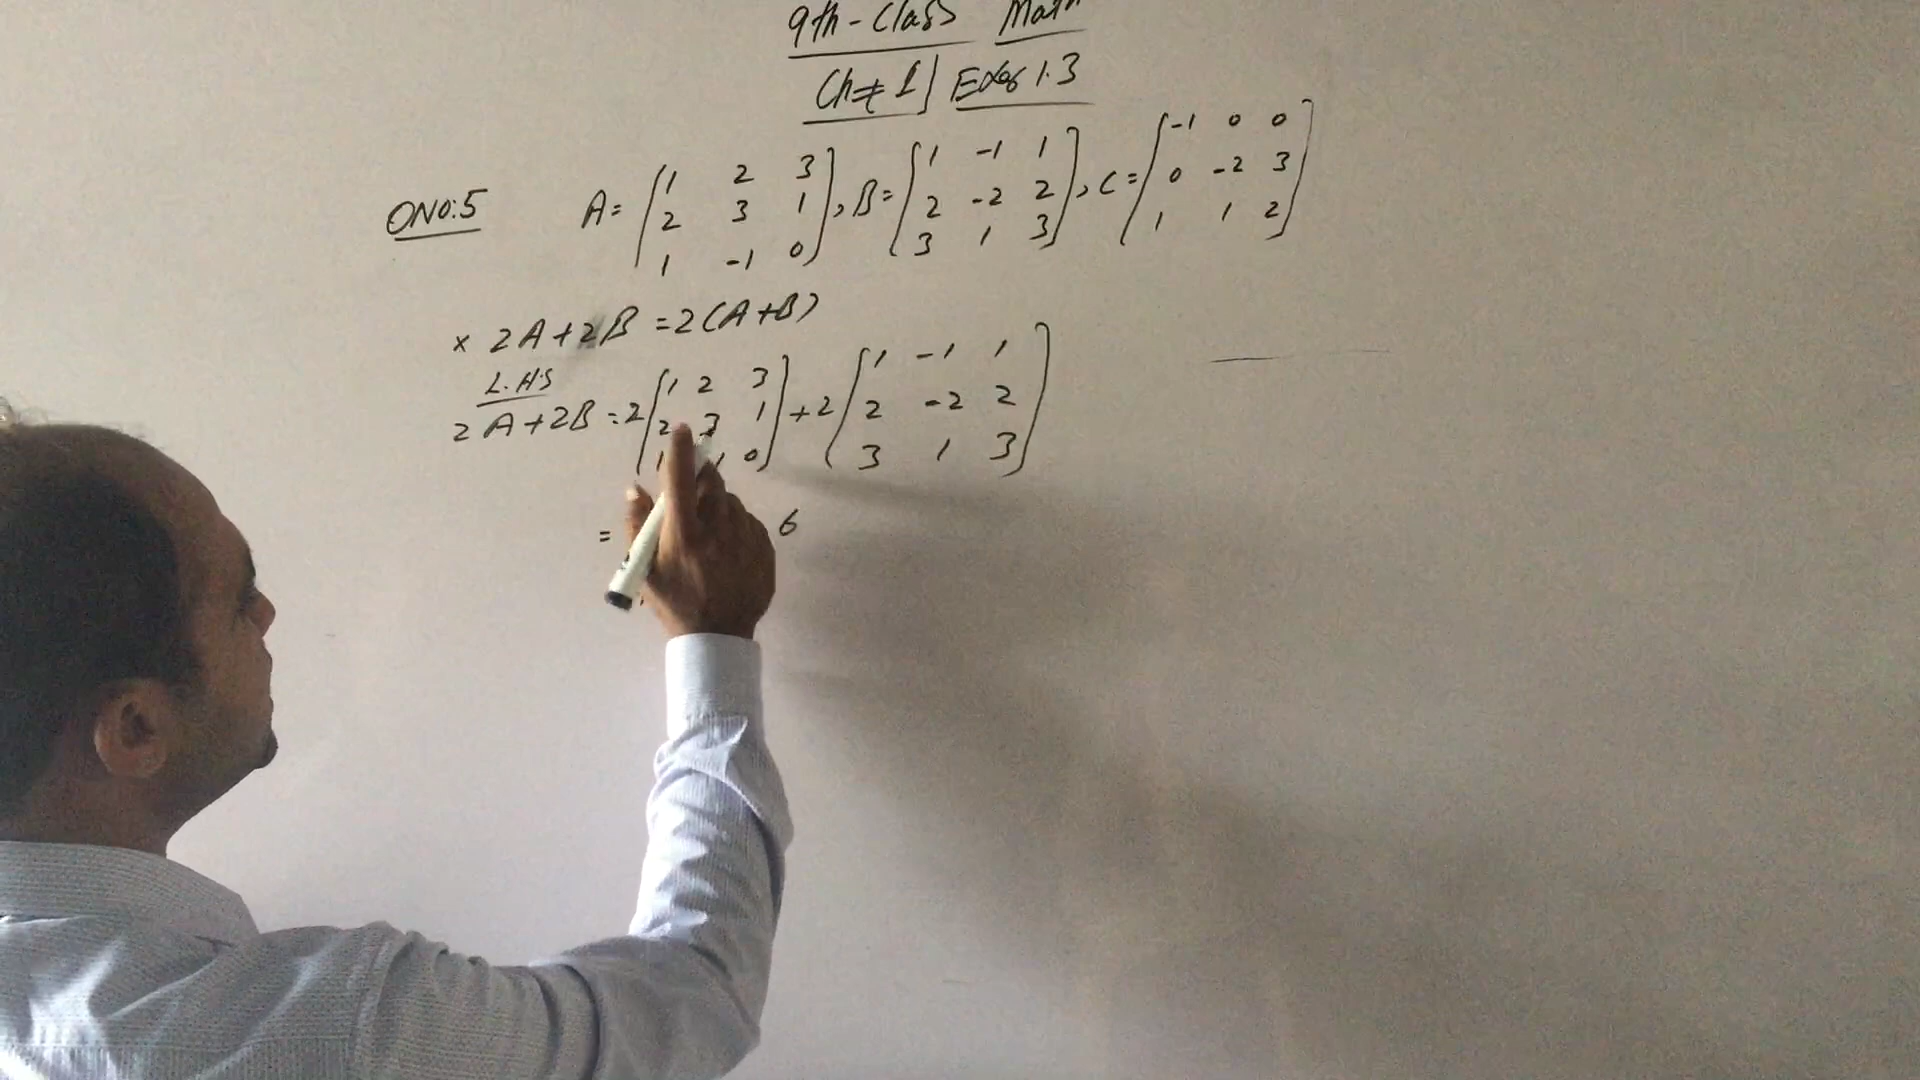 9th-Class Math
Ch# 1 Exer 1.3
QNO:5 A= [1 2 3, 2 3 1, 1 -1 0], B= [1 -1 1, 2 -2 2, 3 1 3], C= [-1 0 0, 0 -2 3, 1 1 2]
x 2A+2B = 2(A+B)
L.H.S
2A+2B = 2 [1 2 3, 2 3 1, 1 1 0] + 2 [1 -1 1, 2 -2 2, 3 1 3]
= 6